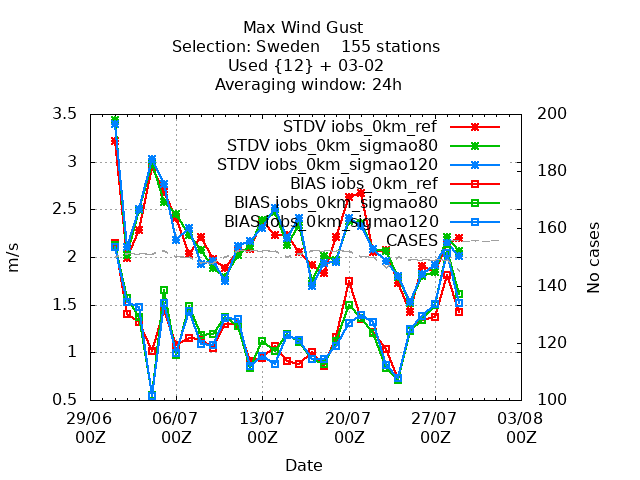 Max Wind Gust
Selection: Sweden 155 stations
Used {12} + 03-02
Averaging window: 24h
STDV iobs_0km_ref
STDV iobs_0km_sigmao80
STDV iobs_0km_sigmao120
BIAS iobs_0km_ref
BIAS iobs_0km_sigmao80
BIAS iobs_0km_sigmao120
CASES
m/s
3.5
3
2.5
2
1.5
1
0.5
200
180
160
140
120
100
No cases
29/06 06/07 13/07 20/07 27/07 03/08
00Z 00Z 00Z 00Z 00Z 00Z
Date